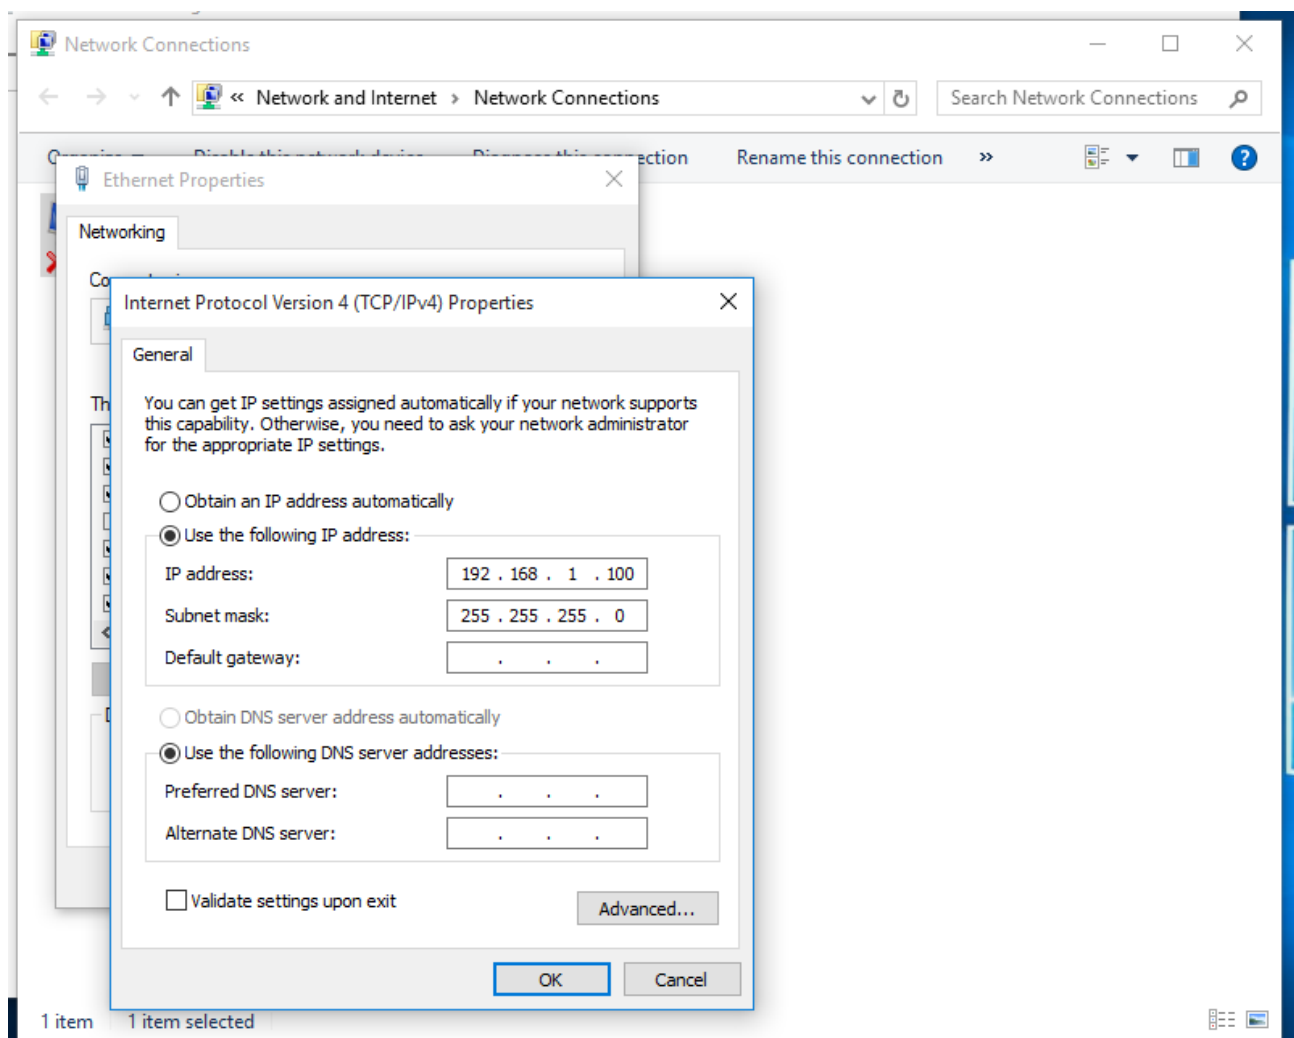 Network Connections
« Network and Internet > Network Connections
Search Network Connections
Rename this connection »
Ethernet Properties
Networking
Internet Protocol Version 4 (TCP/IPv4) Properties
General
You can get IP settings assigned automatically if your network supports
this capability. Otherwise, you need to ask your network administrator
for the appropriate IP settings.
Obtain an IP address automatically
Use the following IP address:
IP address: 192 . 168 . 1 . 100
Subnet mask: 255 . 255 . 255 . 0
Default gateway: . . .
Obtain DNS server address automatically
Use the following DNS server addresses:
Preferred DNS server: . . .
Alternate DNS server: . . .
Validate settings upon exit
Advanced...
OK Cancel
1 item 1 item selected